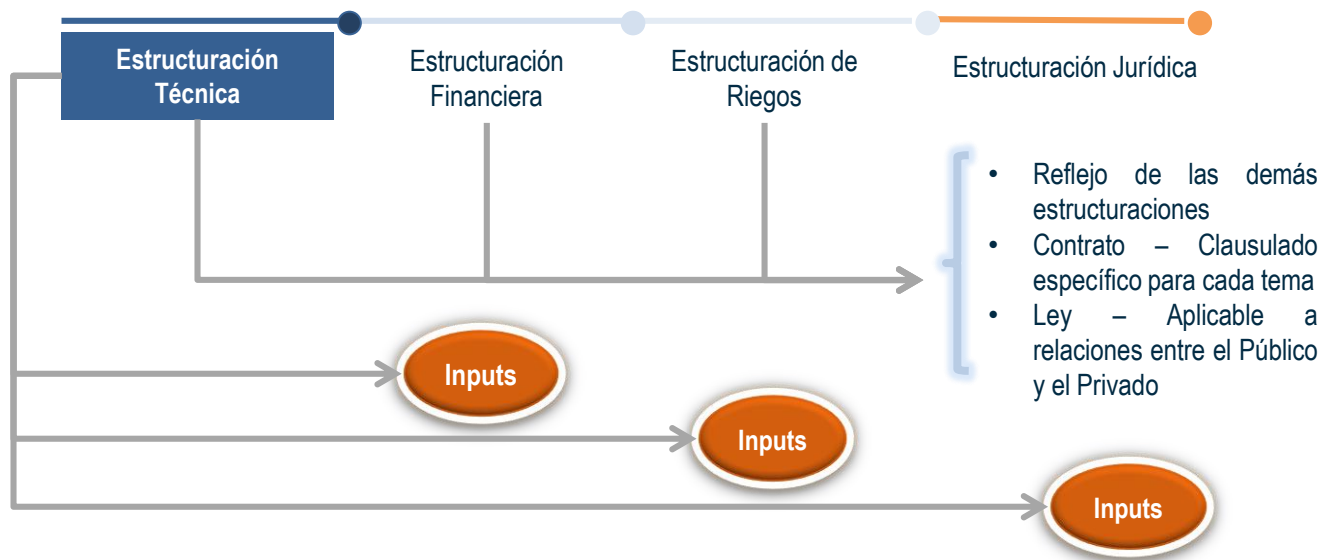 Estructuración
Técnica
Estructuración
Financiera
Estructuración de
Riegos
Estructuración Jurídica
• Reflejo de las demás
estructuraciones
• Contrato – Clausulado
específico para cada tema
• Ley – Aplicable a
relaciones entre el Público
y el Privado
Inputs
Inputs
Inputs